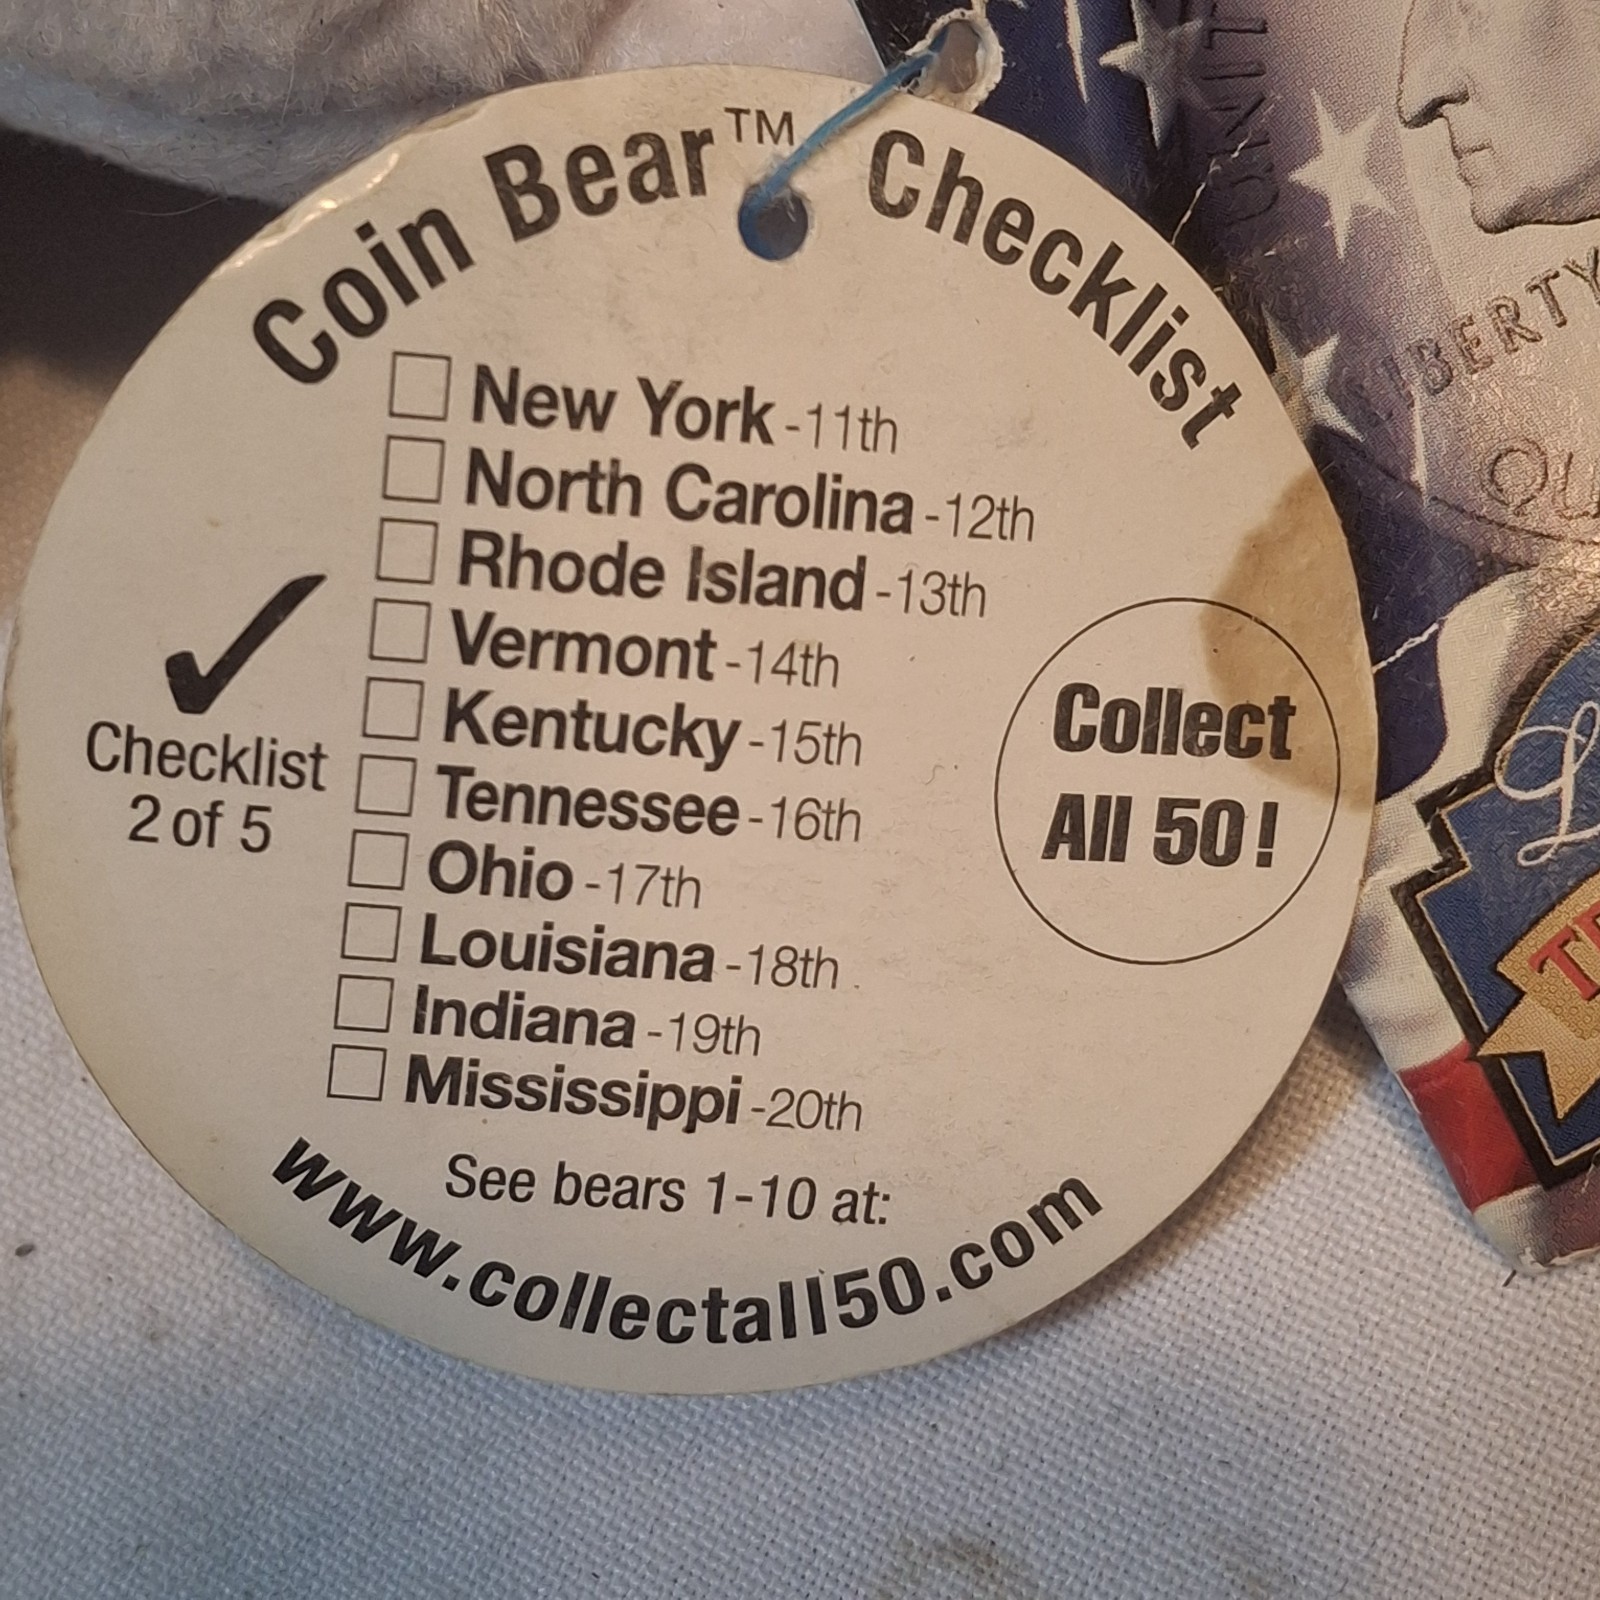 Coin Bear™ Checklist
New York -11th
North Carolina -12th
Rhode Island -13th
Vermont -14th
Kentucky -15th
Tennessee -16th
Ohio -17th
Louisiana -18th
Indiana -19th
Mississippi -20th
Checklist
2 of 5
Collect
All 50!
See bears 1-10 at:
www.collectall50.com
LIBERTY